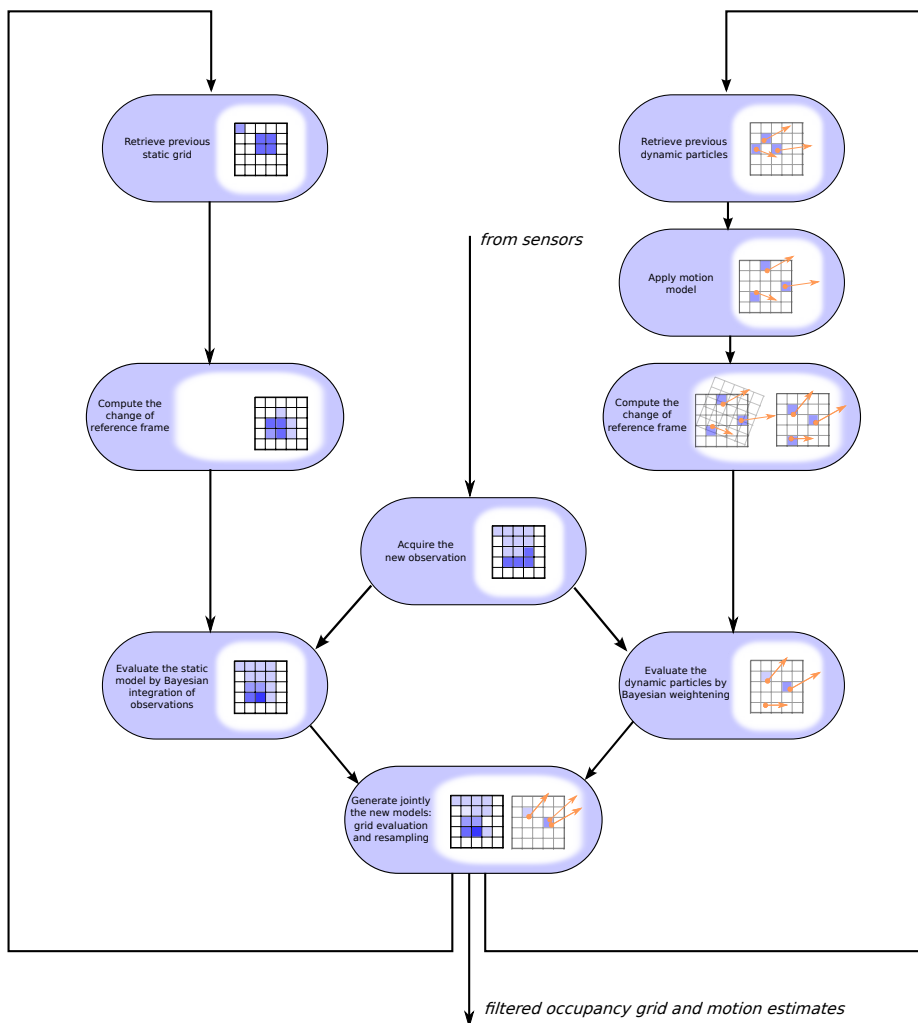 Retrieve previous
static grid
Retrieve previous
dynamic particles
from sensors
Apply motion
model
Compute the
change of
reference frame
Compute the
change of
reference frame
Acquire the
new observation
Evaluate the static
model by Bayesian
integration of
observations
Evaluate the
dynamic particles by
Bayesian weightening
Generate jointly
the new models:
grid evaluation
and resampling
filtered occupancy grid and motion estimates